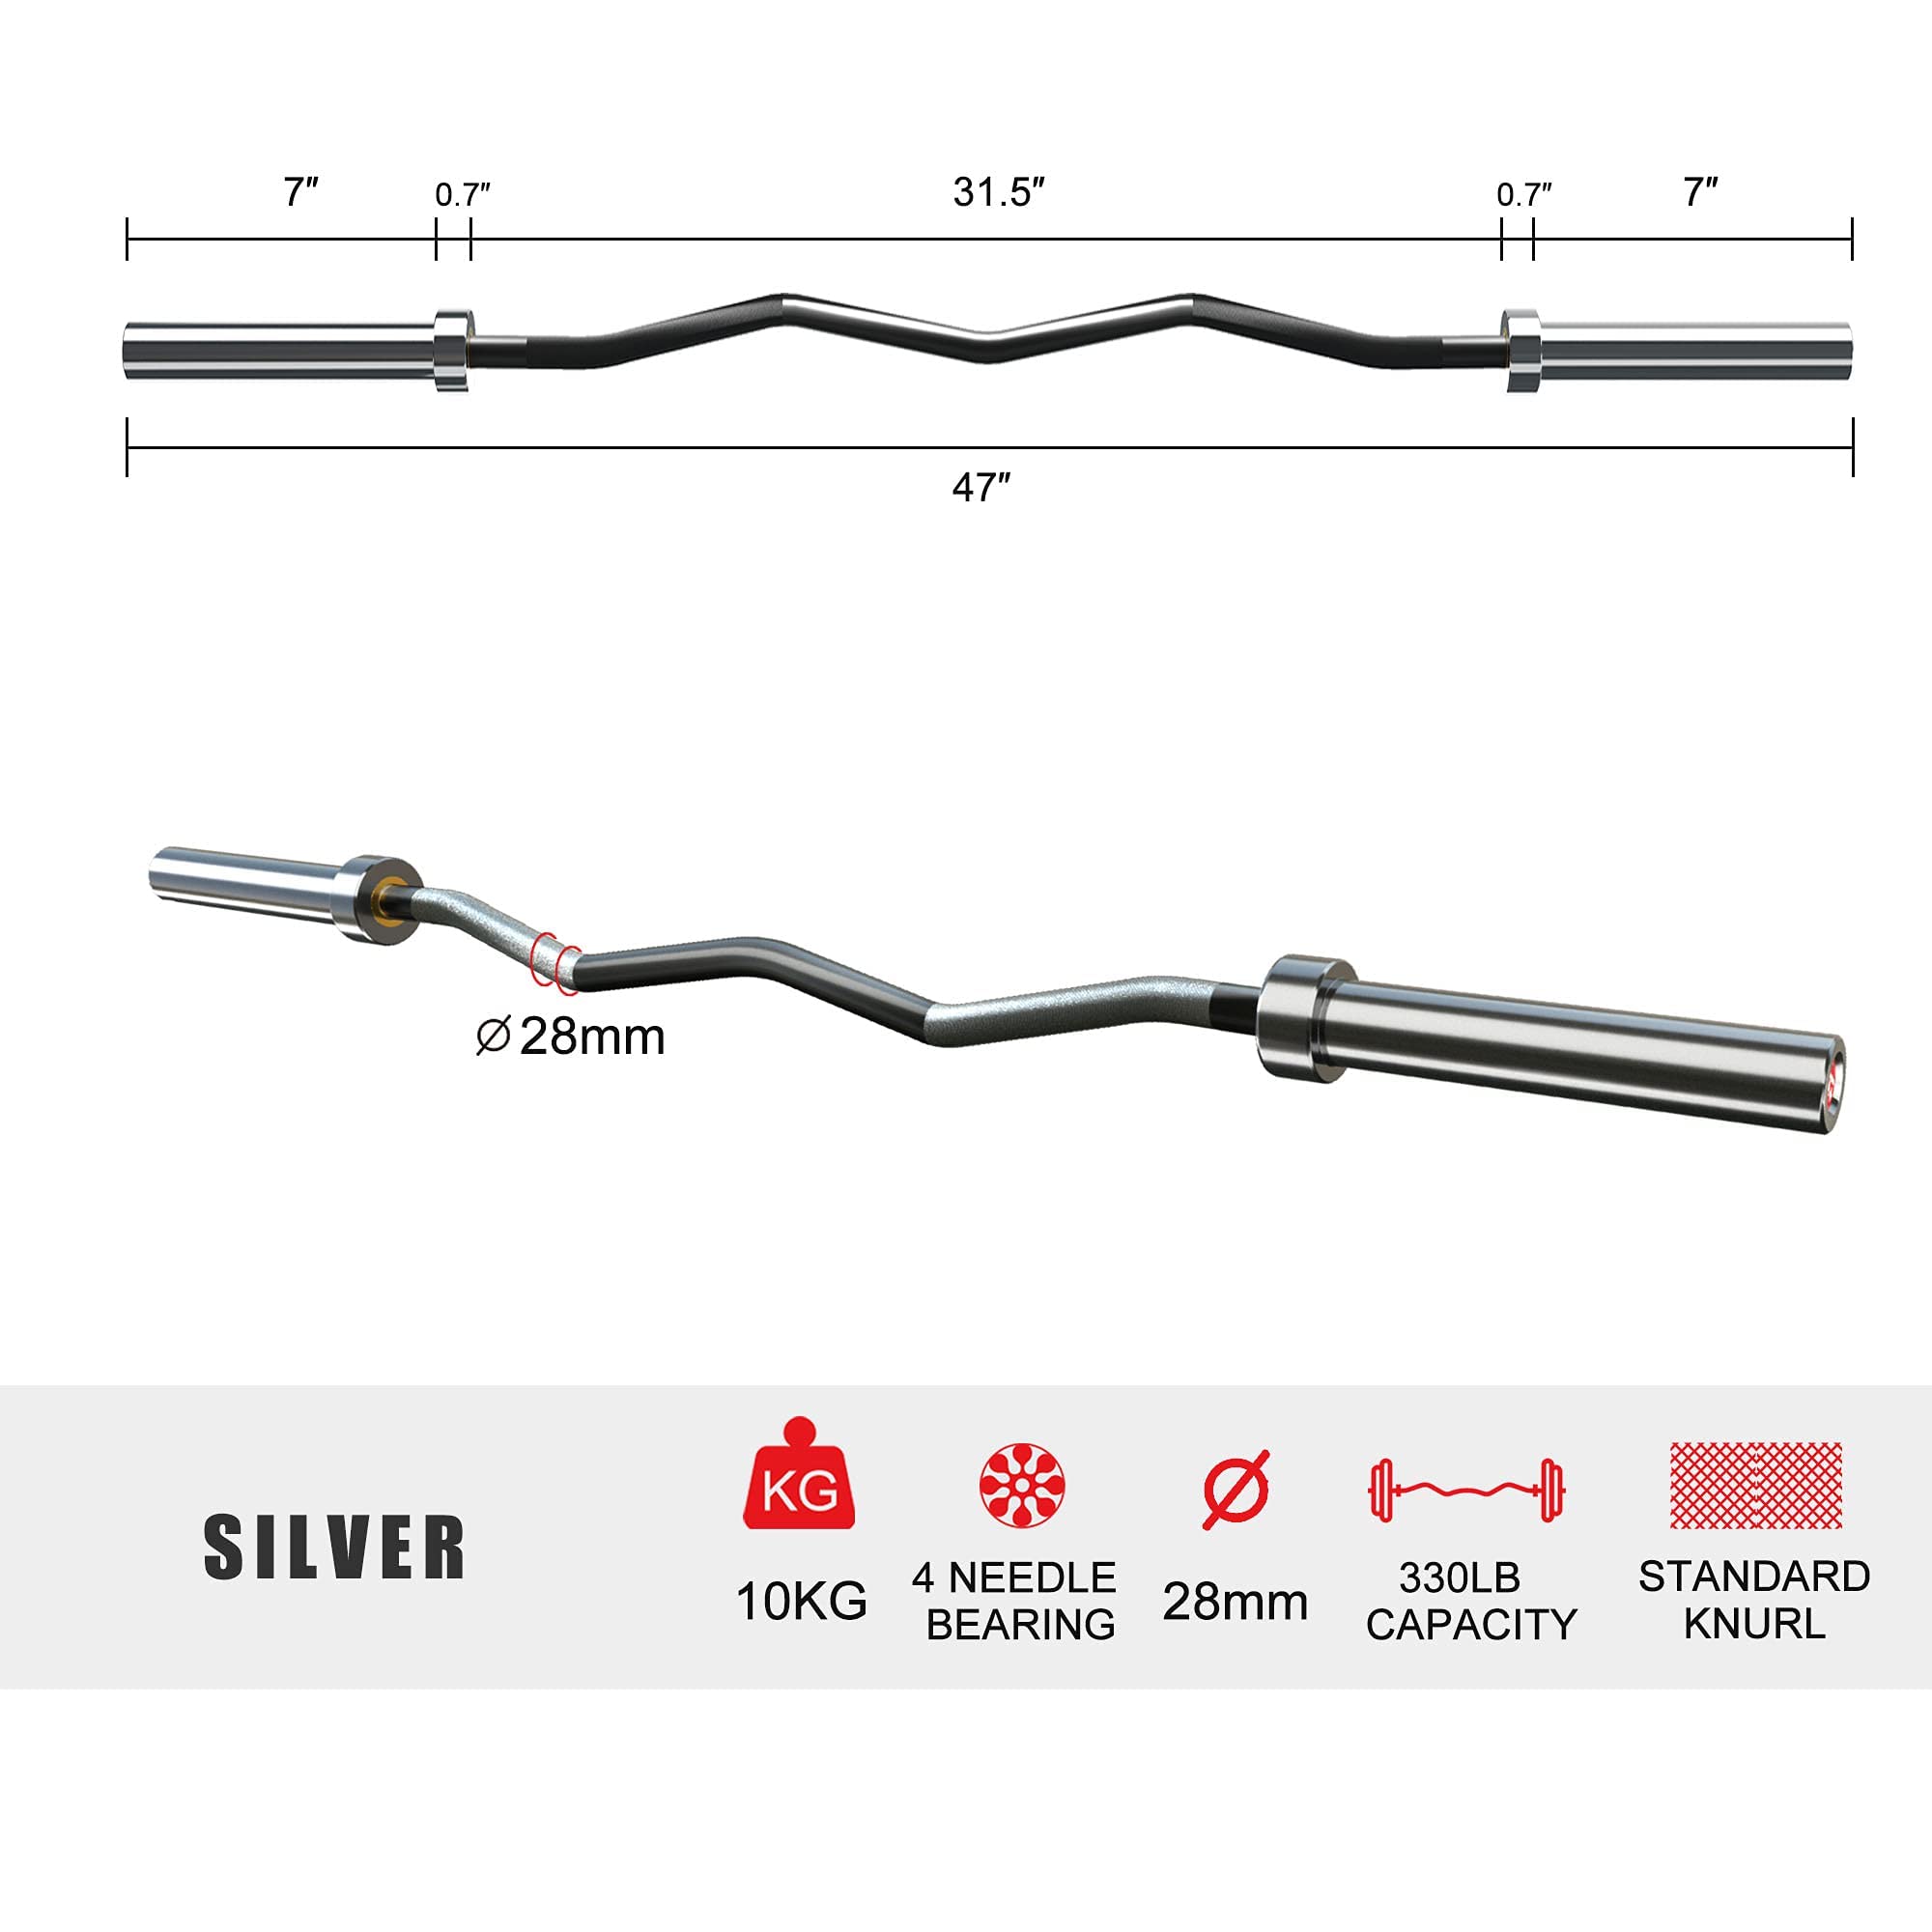 7″ 0.7″ 31.5″ 0.7″ 7″
47″
⌀28mm
SILVER
KG
10KG
4 NEEDLE
BEARING
28mm
330LB
CAPACITY
STANDARD
KNURL